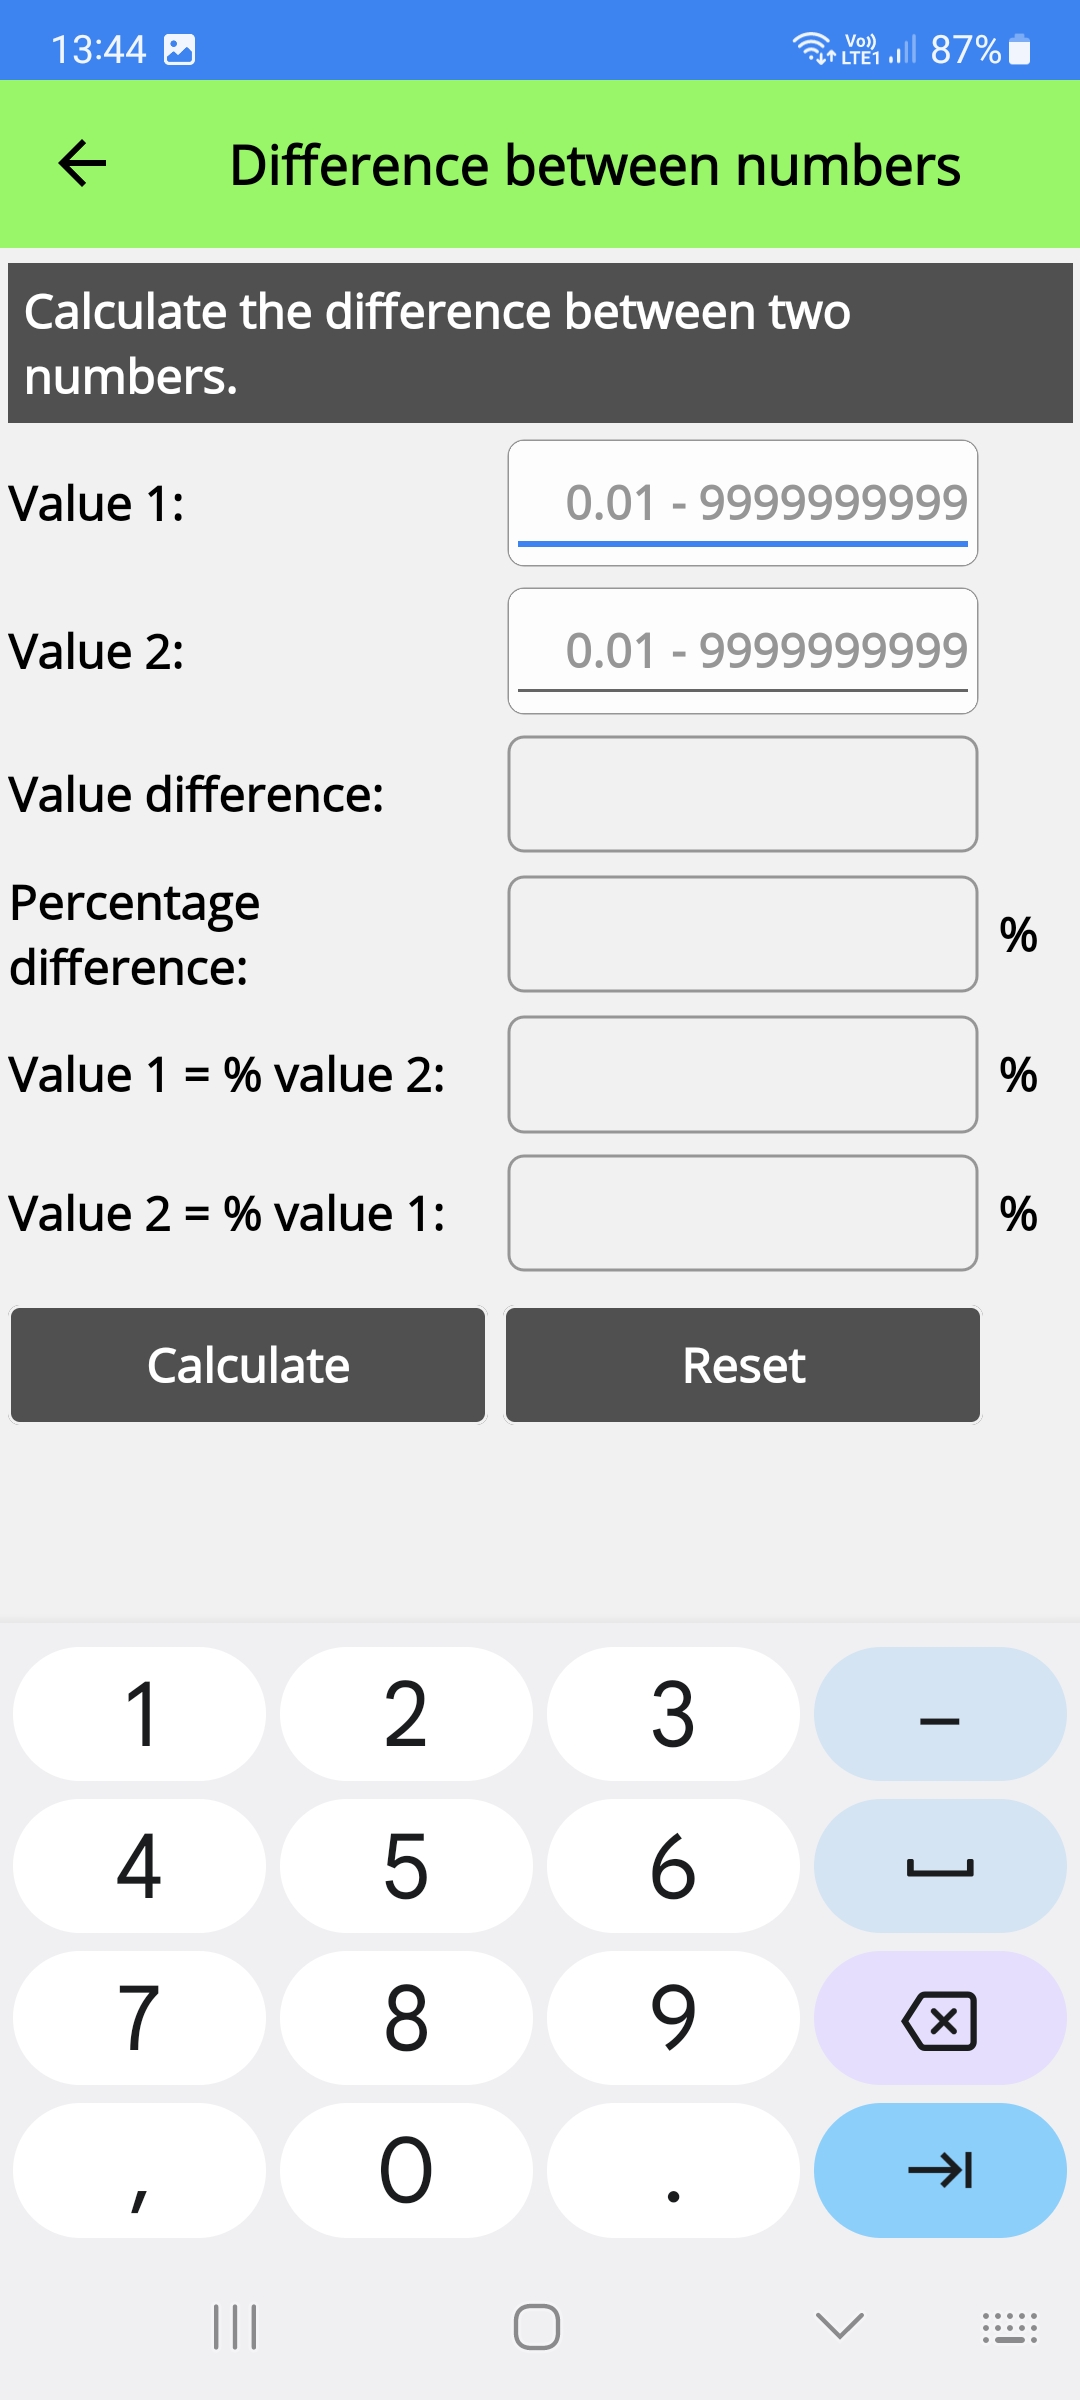 13:44 Vo)) LTE1 87%
Difference between numbers
Calculate the difference between two
numbers.
Value 1: 0.01 - 9999999999
Value 2: 0.01 - 9999999999
Value difference:
Percentage
difference: %
Value 1 = % value 2: %
Value 2 = % value 1: %
Calculate Reset
1 2 3 –
4 5 6
7 8 9
, 0 .